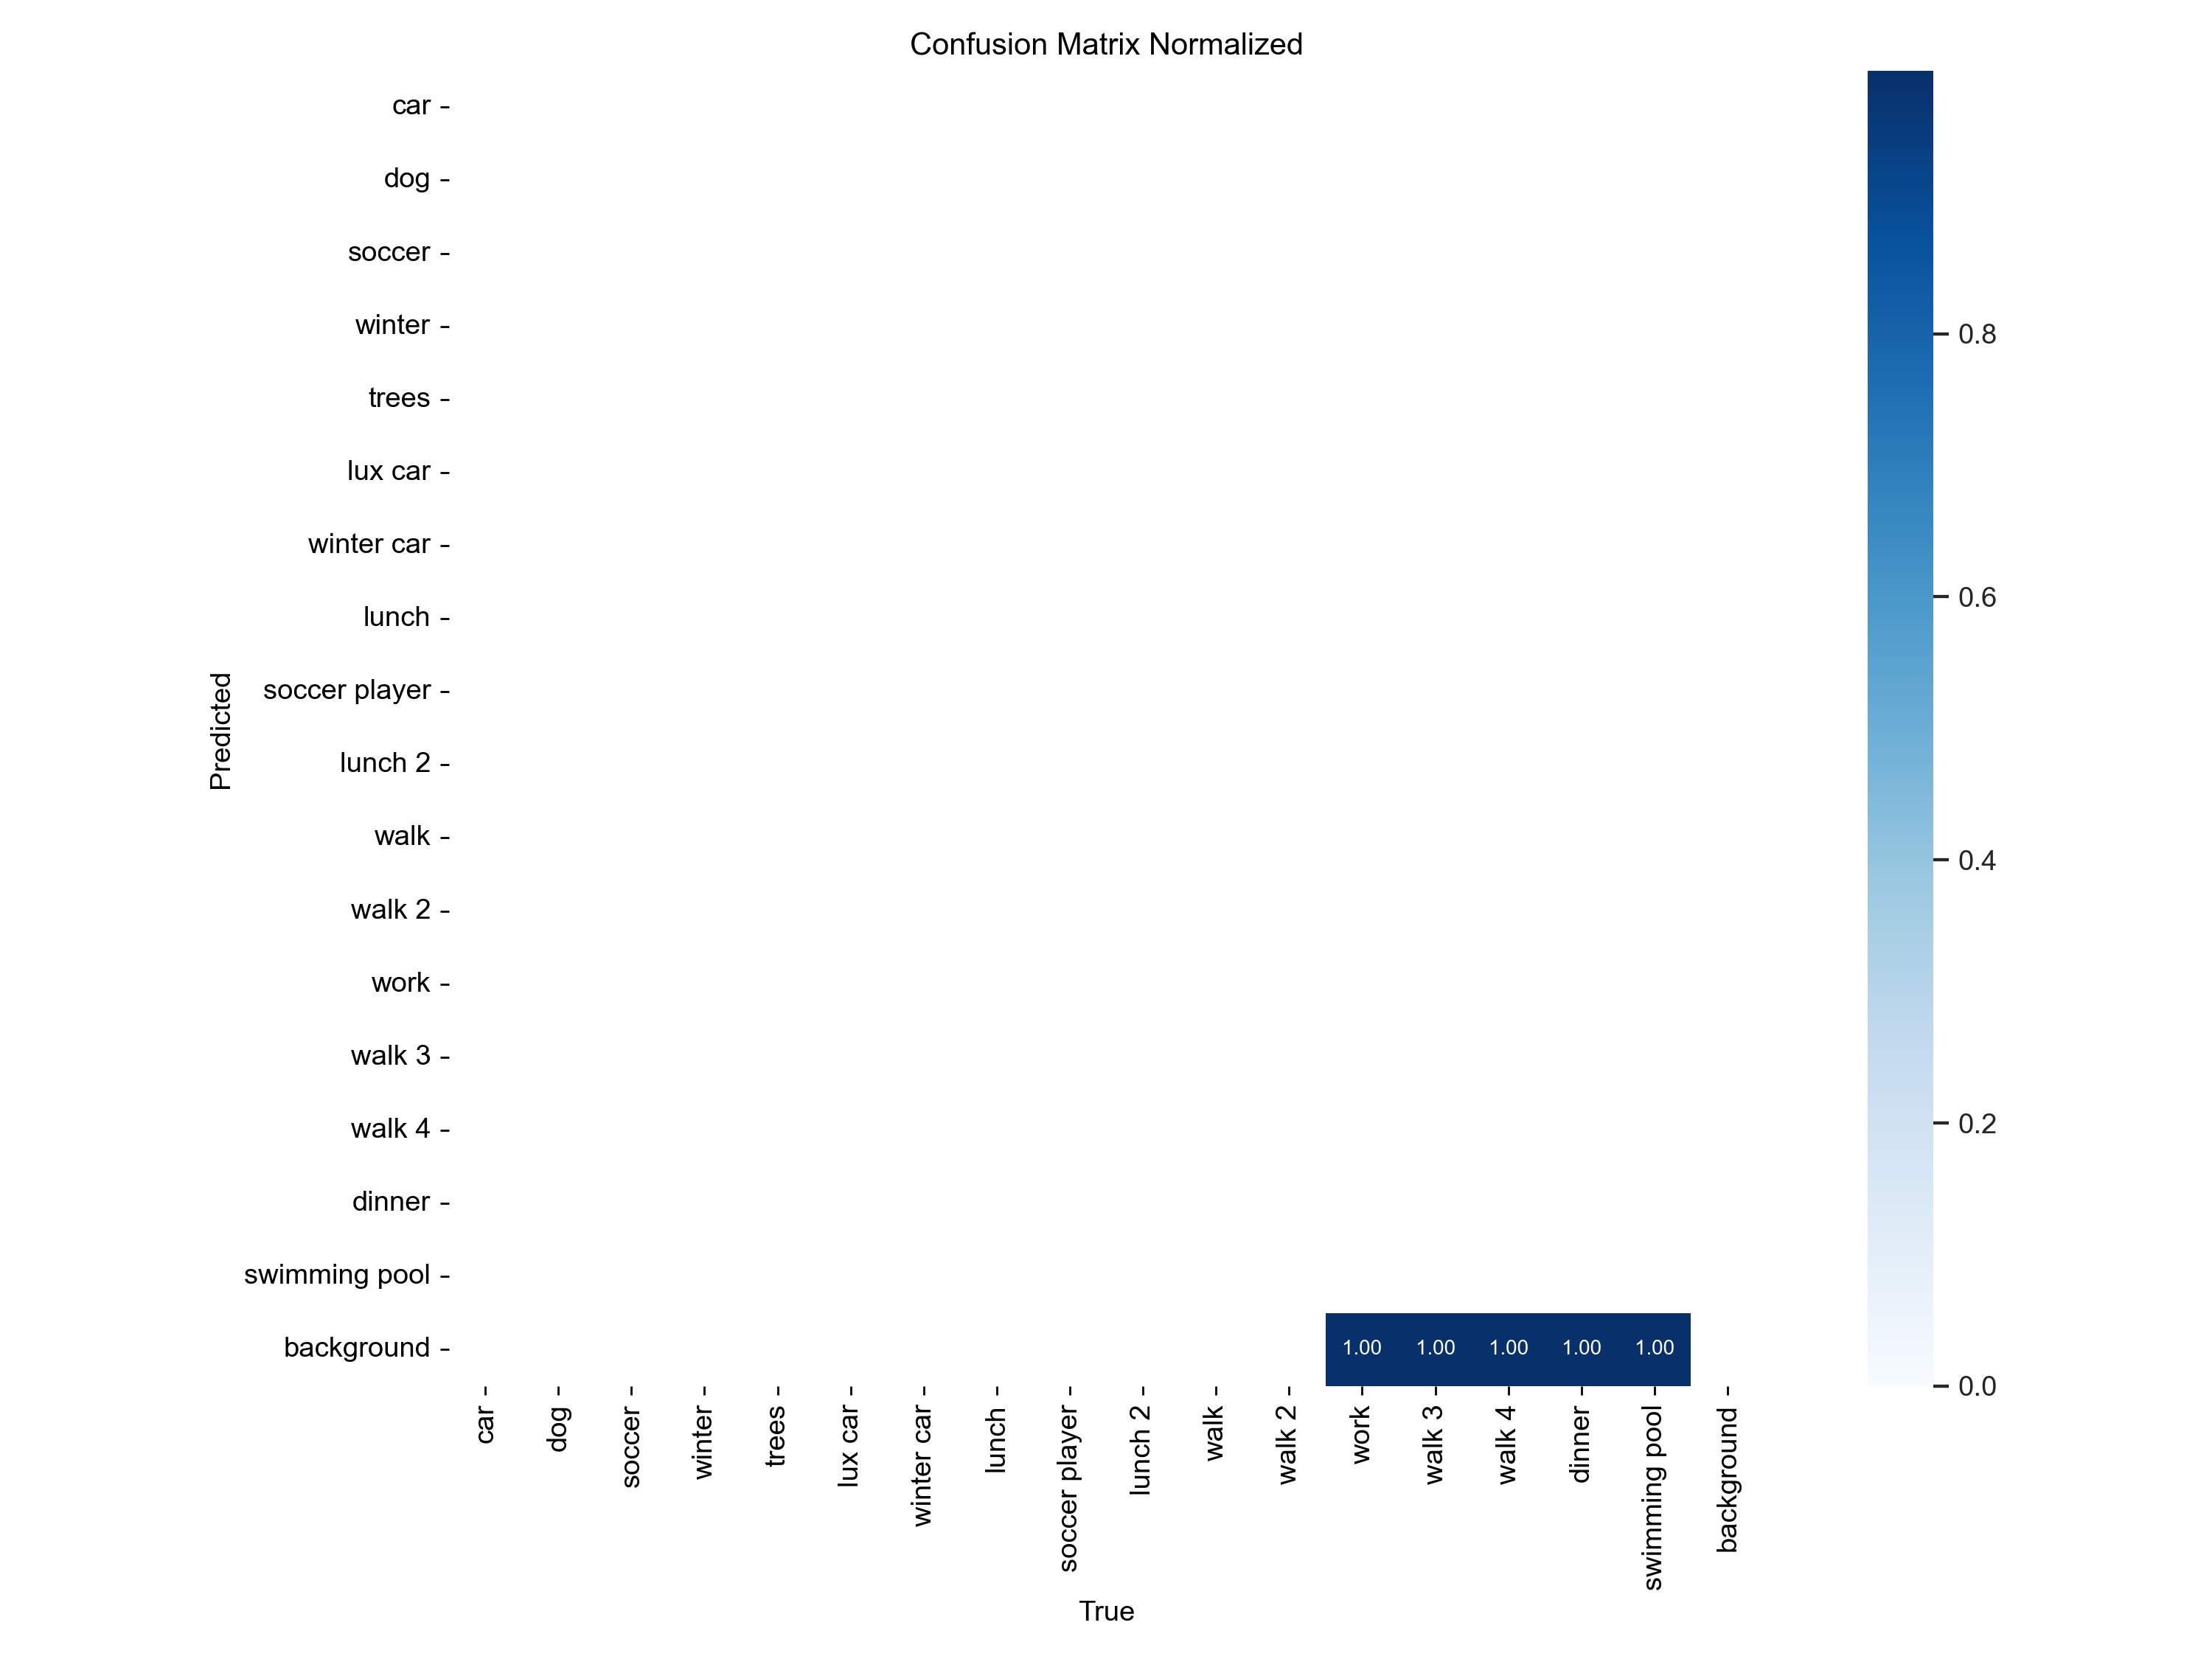 Confusion Matrix Normalized
car
dog
soccer
winter
trees
lux car
winter car
lunch
soccer player
lunch 2
walk
walk 2
work
walk 3
walk 4
dinner
swimming pool
background
Predicted
1.00 1.00 1.00 1.00 1.00
car
dog
soccer
winter
trees
lux car
winter car
lunch
soccer player
lunch 2
walk
walk 2
work
walk 3
walk 4
dinner
swimming pool
background
True
0.8
0.6
0.4
0.2
0.0